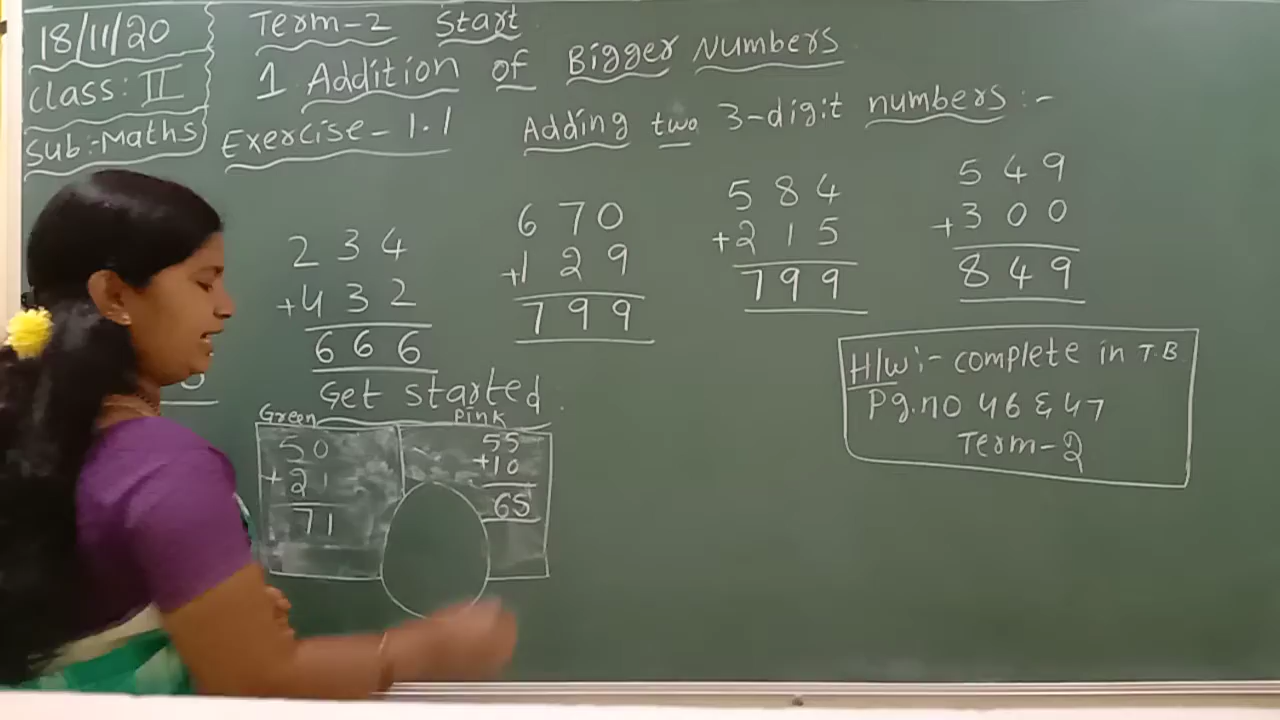 18/11/20
Class: II
Sub:-Maths
Term-2 Start
1 Addition of Bigger Numbers
Exercise-1.1
Adding two 3-digit numbers:-
2 3 4
+4 3 2
6 6 6
6 7 0
+1 2 9
7 9 9
5 8 4
+2 1 5
7 9 9
5 4 9
+3 0 0
8 4 9
Get started
Green
50
+21
71
Pink
55
+10
65
H/w:- complete in T.B
Pg.no 46 & 47
Term-2